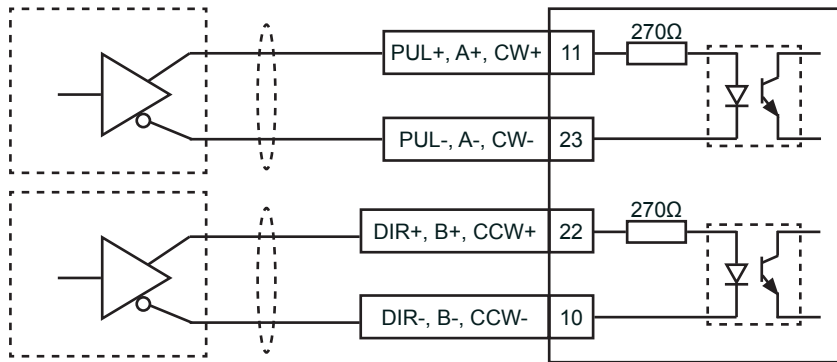 270Ω
PUL+, A+, CW+ 11
PUL-, A-, CW- 23
270Ω
DIR+, B+, CCW+ 22
DIR-, B-, CCW- 10